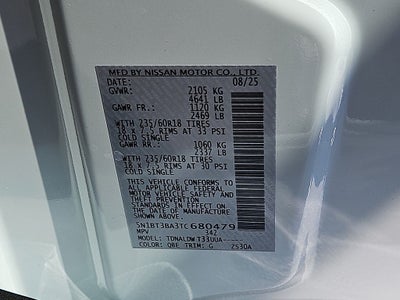 MFD BY NISSAN MOTOR CO., LTD.
DATE: 08/25
GVWR: 2105 KG
4641 LB
GAWR FR.: 1120 KG
2469 LB
WITH 235/60R18 TIRES
18 x 7.5 RIMS AT 33 PSI
COLD SINGLE
GAWR RR: 1060 KG
2337 LB
WITH 235/60R18 TIRES
18 x 7.5 RIMS AT 30 PSI
COLD SINGLE
THIS VEHICLE CONFORMS TO
ALL APPLICABLE FEDERAL MOTOR
VEHICLE SAFETY AND
THEFT PREVENTION STANDARDS
IN EFFECT ON THE DATE
OF MANUFACTURE SHOWN ABOVE.
5N1BT3BA3TC680479
MPV 342
MODEL: TDNALDW T33UUA
COLOR: QBE TRIM: G